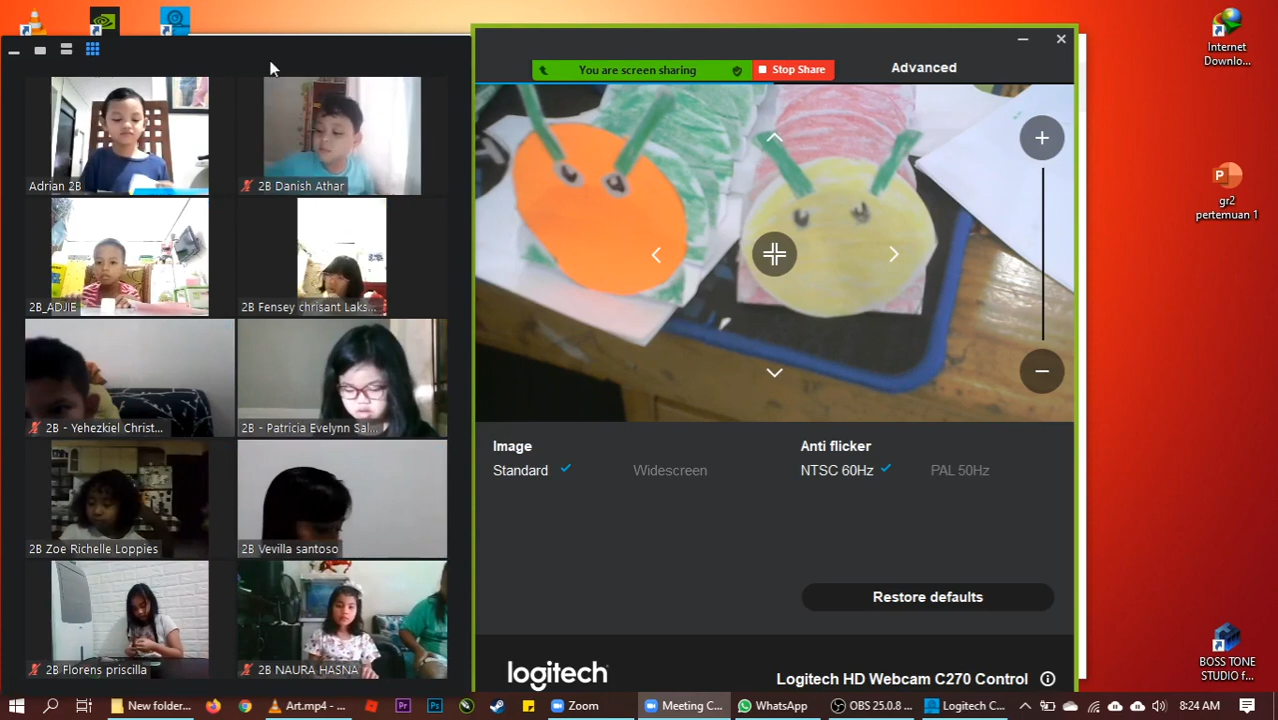 You are screen sharing
Stop Share
Advanced
Adrian 2B
2B Danish Athar
2B_ADJIE
2B Fensey chrisant Laks...
2B - Yehezkiel Christ...
2B - Patricia Evelynn Sal...
2B Zoe Richelle Loppies
2B Vevilla santoso
2B Florens priscilla
2B NAURA HASNA
Image
Standard
Widescreen
Anti flicker
NTSC 60Hz
PAL 50Hz
Restore defaults
logitech
Logitech HD Webcam C270 Control
Internet
Downlo...
gr2
pertemuan 1
BOSS TONE
STUDIO f...
New folder...
Art.mp4 - ...
Pr
Ps
Zoom
Meeting C...
WhatsApp
OBS 25.0.8 ...
Logitech C...
8:24 AM